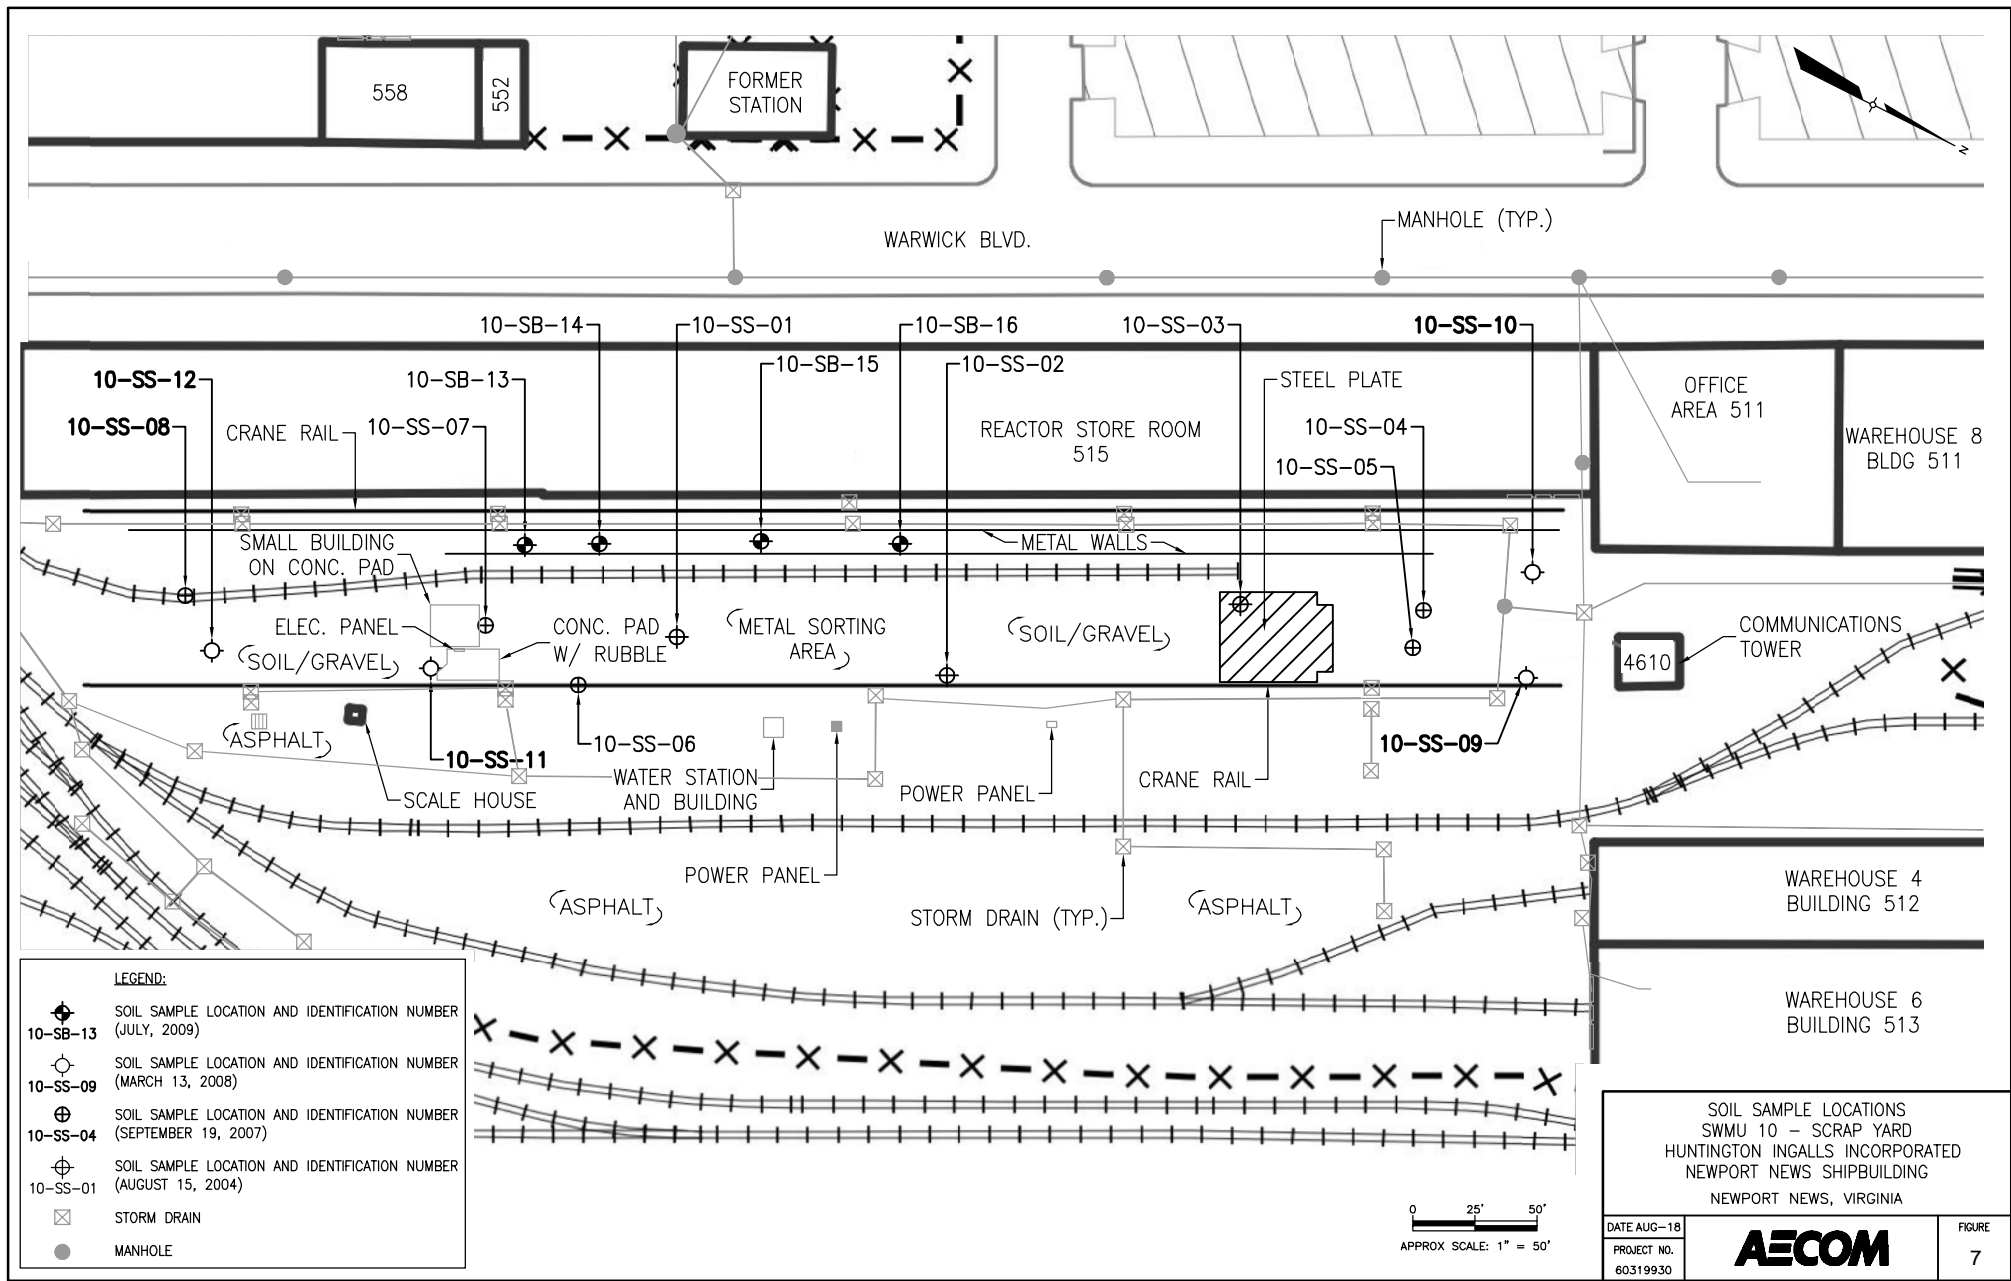 558
552
FORMER
STATION
N
WARWICK BLVD.
MANHOLE (TYP.)
10-SB-14
10-SS-01
10-SB-16
10-SS-03
10-SS-10
10-SS-12
10-SB-13
10-SB-15
10-SS-02
STEEL PLATE
OFFICE
AREA 511
10-SS-08
CRANE RAIL
10-SS-07
REACTOR STORE ROOM
515
10-SS-04
10-SS-05
WAREHOUSE 8
BLDG 511
SMALL BUILDING
ON CONC. PAD
METAL WALLS
ELEC. PANEL
CONC. PAD
W/ RUBBLE
METAL SORTING
AREA
SOIL/GRAVEL
SOIL/GRAVEL
COMMUNICATIONS
TOWER
4610
ASPHALT
10-SS-11
10-SS-06
10-SS-09
SCALE HOUSE
WATER STATION
AND BUILDING
POWER PANEL
CRANE RAIL
POWER PANEL
ASPHALT
STORM DRAIN (TYP.)
ASPHALT
WAREHOUSE 4
BUILDING 512
WAREHOUSE 6
BUILDING 513
LEGEND:
10-SB-13
SOIL SAMPLE LOCATION AND IDENTIFICATION NUMBER
(JULY, 2009)
10-SS-09
SOIL SAMPLE LOCATION AND IDENTIFICATION NUMBER
(MARCH 13, 2008)
10-SS-04
SOIL SAMPLE LOCATION AND IDENTIFICATION NUMBER
(SEPTEMBER 19, 2007)
10-SS-01
SOIL SAMPLE LOCATION AND IDENTIFICATION NUMBER
(AUGUST 15, 2004)
STORM DRAIN
MANHOLE
0 25' 50'
APPROX SCALE: 1" = 50'
SOIL SAMPLE LOCATIONS
SWMU 10 - SCRAP YARD
HUNTINGTON INGALLS INCORPORATED
NEWPORT NEWS SHIPBUILDING
NEWPORT NEWS, VIRGINIA
DATE AUG-18
PROJECT NO.
60319930
AECOM
FIGURE
7